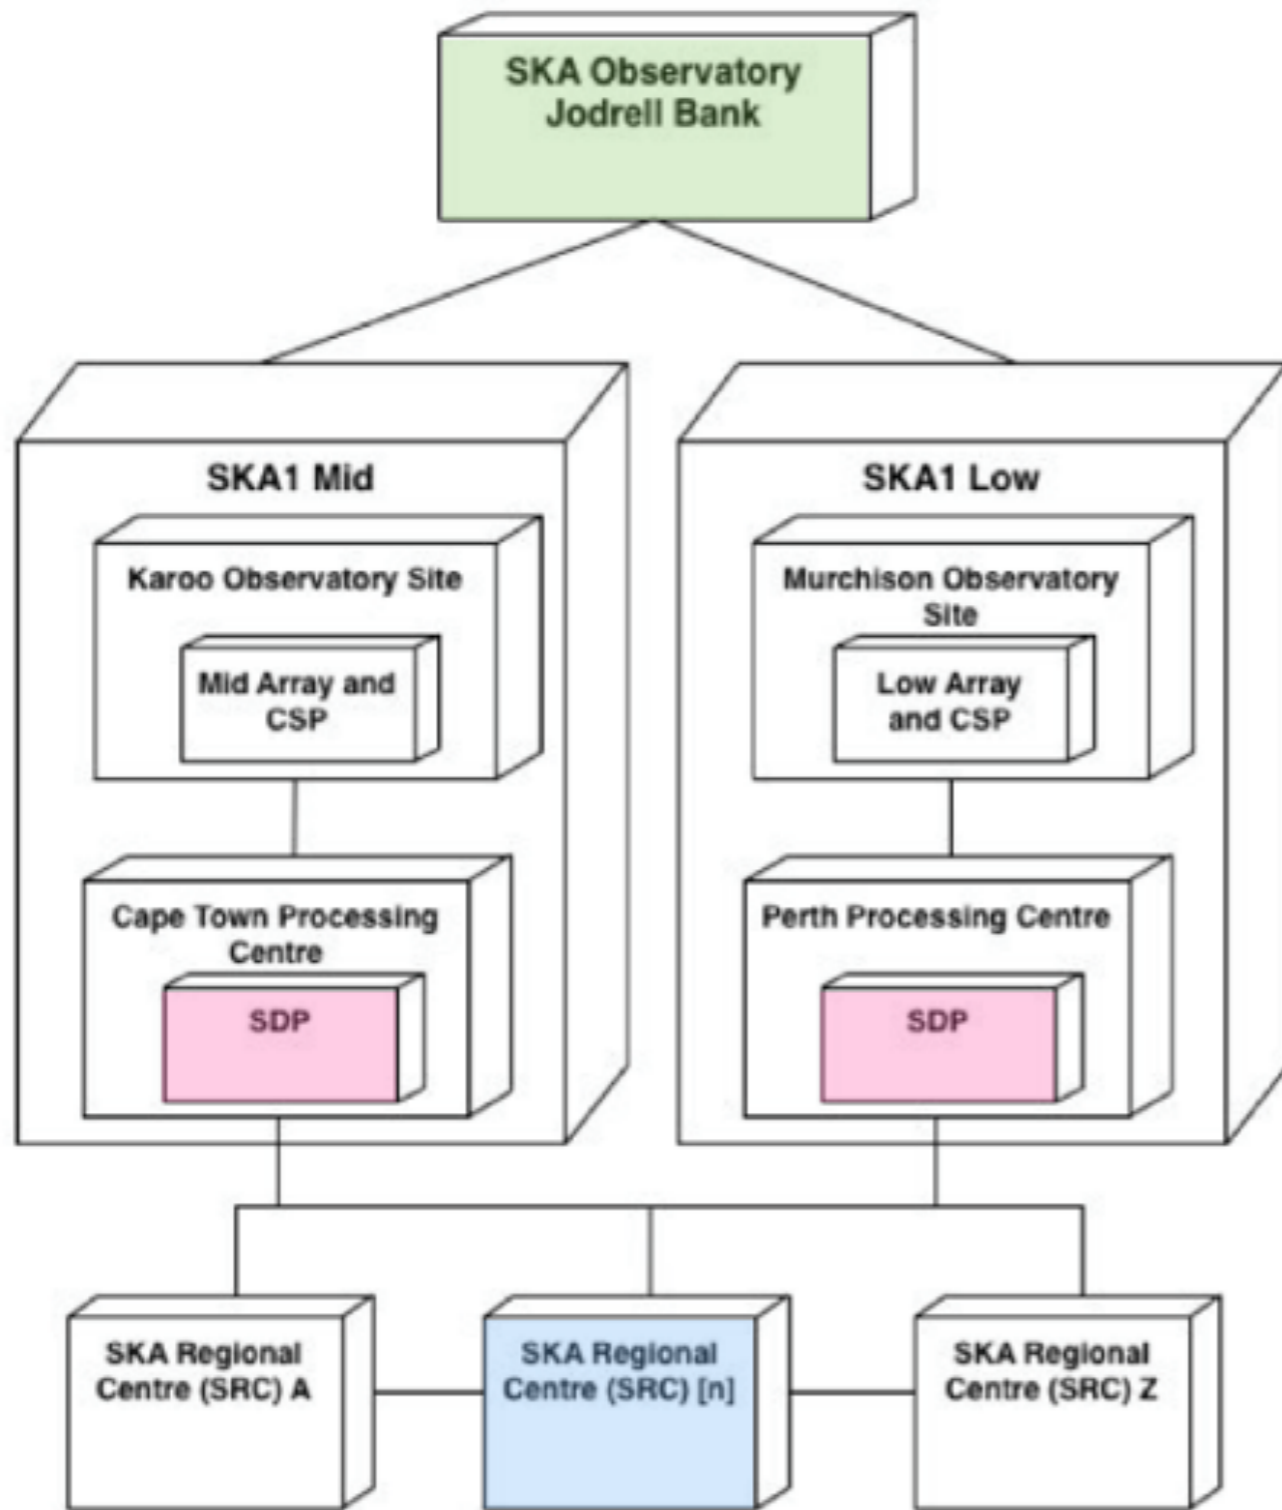 SKA Observatory
Jodrell Bank
SKA1 Mid
Karoo Observatory Site
Mid Array and
CSP
Cape Town Processing
Centre
SDP
SKA1 Low
Murchison Observatory
Site
Low Array
and CSP
Perth Processing Centre
SDP
SKA Regional
Centre (SRC) A
SKA Regional
Centre (SRC) [n]
SKA Regional
Centre (SRC) Z